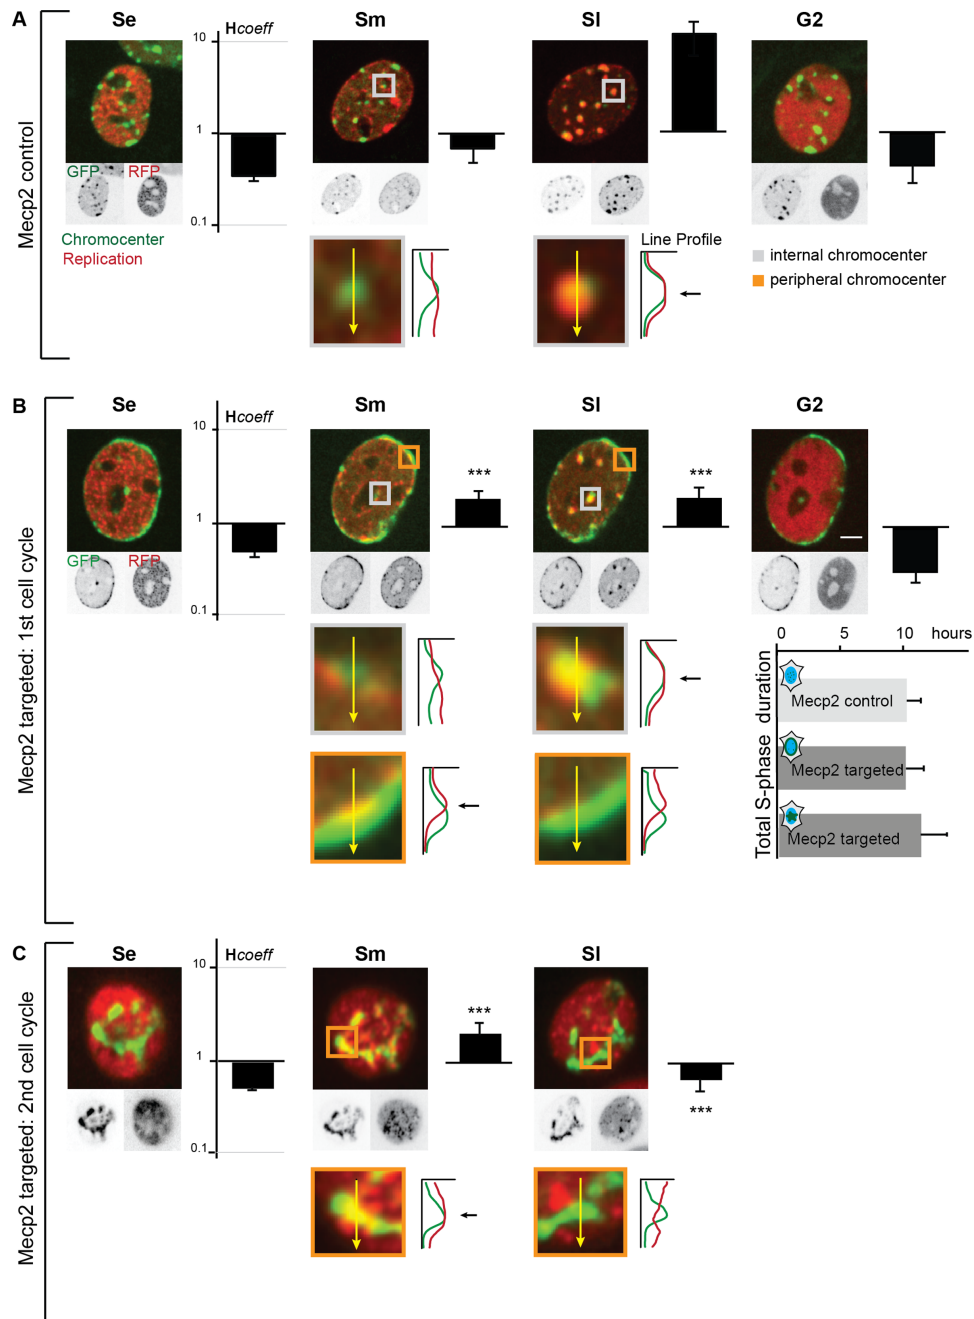 A
Mecp2 control
Se
Hcoeff
Sm
Sl
G2
10
1
0.1
GFP RFP
Chromocenter
Replication
Line Profile
internal chromocenter
peripheral chromocenter
B
Mecp2 targeted: 1st cell cycle
Se
Hcoeff
Sm
Sl
G2
10
1
0.1
***
***
GFP RFP
0 5 10 hours
Total S-phase duration
Mecp2 control
Mecp2 targeted
Mecp2 targeted
C
Mecp2 targeted: 2nd cell cycle
Se
Hcoeff
Sm
Sl
10
1
0.1
***
***